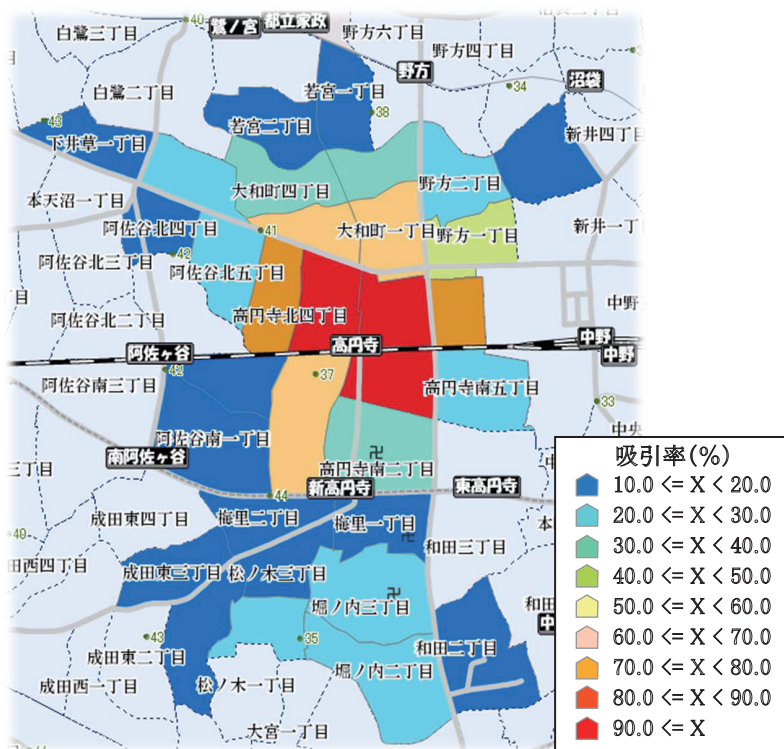 40
鷺ノ宮
都立家政
白鷺三丁目
野方六丁目
野方四丁目
野方
沼袋
34
白鷺二丁目
若宮一丁目
38
43
若宮二丁目
新井四丁目
下井草一丁目
大和町四丁目
野方二丁目
本天沼一丁目
阿佐谷北四丁目
41
大和町一丁目
野方一丁目
新井一丁
阿佐谷北三丁目
42
阿佐谷北五丁目
丁目
高円寺北四丁目
中野
阿佐谷北二丁目
阿佐ヶ谷
高円寺
中野
中野
42
37
阿佐谷南三丁目
高円寺南五丁目
33
中央
阿佐谷南一丁目
南阿佐ヶ谷
三丁目
高円寺南二丁目
新高円寺
東高円寺
44
成田東四丁目
梅里二丁目
梅里一丁目
40
和田三丁目
田西四丁目
成田東三丁目
松ノ木三丁目
堀ノ内三丁目
和田
43
35
和田二丁目
成田東二丁目
堀ノ内二丁目
成田西一丁目
松ノ木一丁目
大宮一丁目
吸引率(%)
10.0 <= X < 20.0
20.0 <= X < 30.0
30.0 <= X < 40.0
40.0 <= X < 50.0
50.0 <= X < 60.0
60.0 <= X < 70.0
70.0 <= X < 80.0
80.0 <= X < 90.0
90.0 <= X